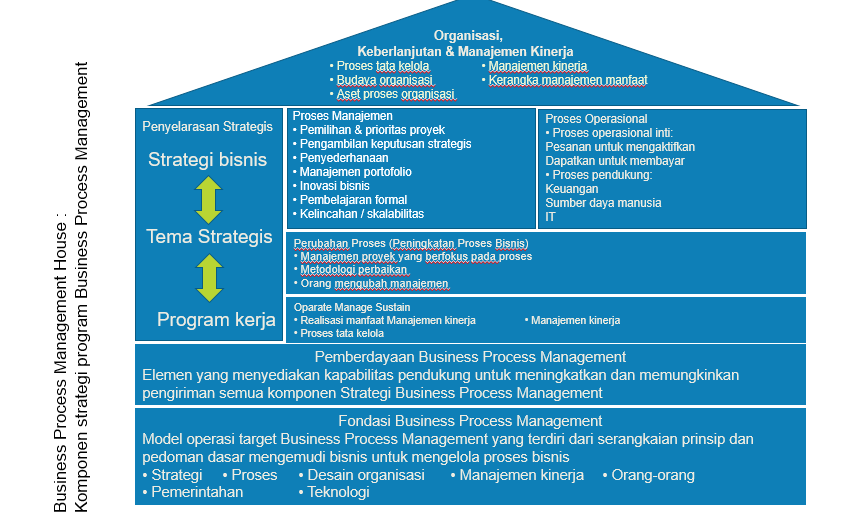 Business Process Management House :
Komponen strategi program Business Process Management
Organisasi,
Keberlanjutan & Manajemen Kinerja
• Proses tata kelola
• Budaya organisasi
• Aset proses organisasi
• Manajemen kinerja
• Kerangka manajemen manfaat
Penyelarasan Strategis
Strategi bisnis
Tema Strategis
Program kerja
Proses Manajemen
• Pemilihan & prioritas proyek
• Pengambilan keputusan strategis
• Penyederhanaan
• Manajemen portofolio
• Inovasi bisnis
• Pembelajaran formal
• Kelincahan / skalabilitas
Proses Operasional
• Proses operasional inti:
Pesanan untuk mengaktifkan
Dapatkan untuk membayar
• Proses pendukung:
Keuangan
Sumber daya manusia
IT
Perubahan Proses (Peningkatan Proses Bisnis)
• Manajemen proyek yang berfokus pada proses
• Metodologi perbaikan
• Orang mengubah manajemen
Oparate Manage Sustain
• Realisasi manfaat Manajemen kinerja • Manajemen kinerja
• Proses tata kelola
Pemberdayaan Business Process Management
Elemen yang menyediakan kapabilitas pendukung untuk meningkatkan dan memungkinkan
pengiriman semua komponen Strategi Business Process Management
Fondasi Business Process Management
Model operasi target Business Process Management yang terdiri dari serangkaian prinsip dan
pedoman dasar mengemudi bisnis untuk mengelola proses bisnis
• Strategi • Proses • Desain organisasi • Manajemen kinerja • Orang-orang
• Pemerintahan • Teknologi